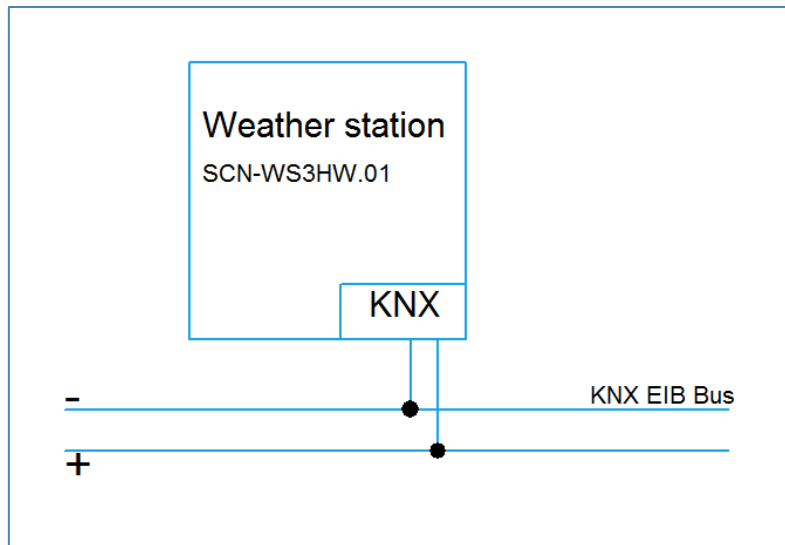 Weather station
SCN-WS3HW.01
KNX
-
KNX EIB Bus
+